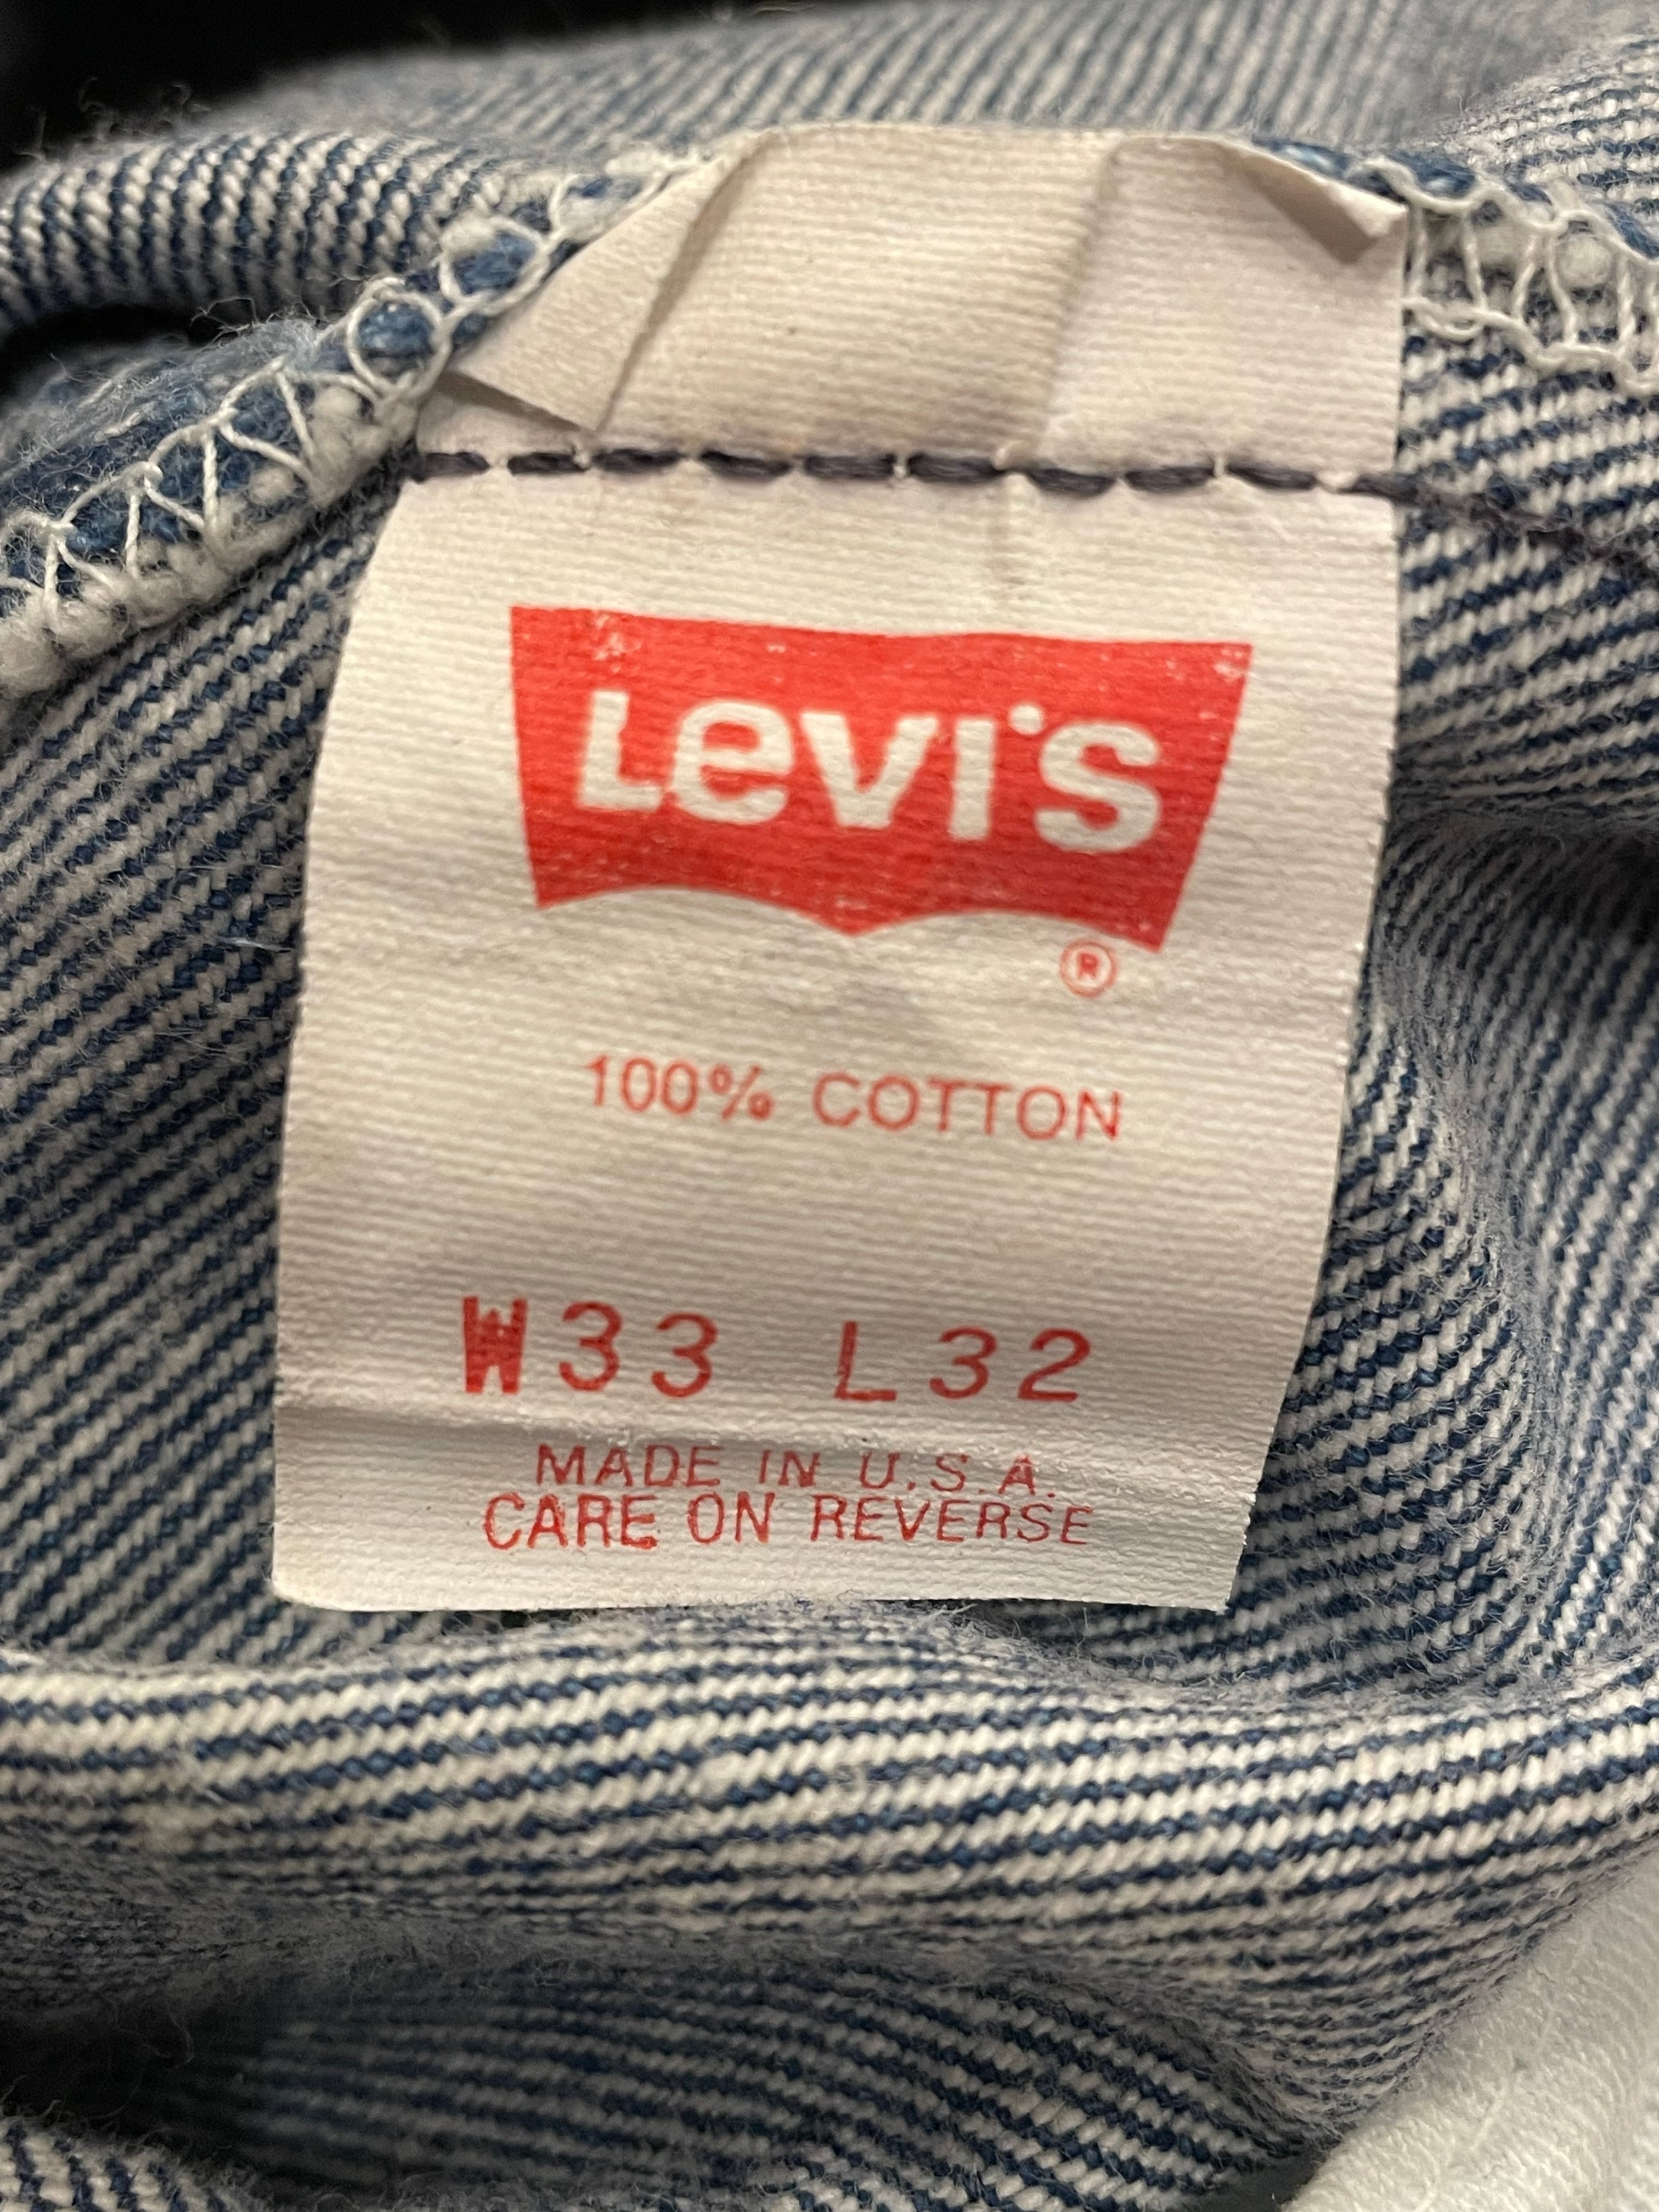 Levi's
®
100% COTTON
W33 L32
MADE IN U.S.A.
CARE ON REVERSE